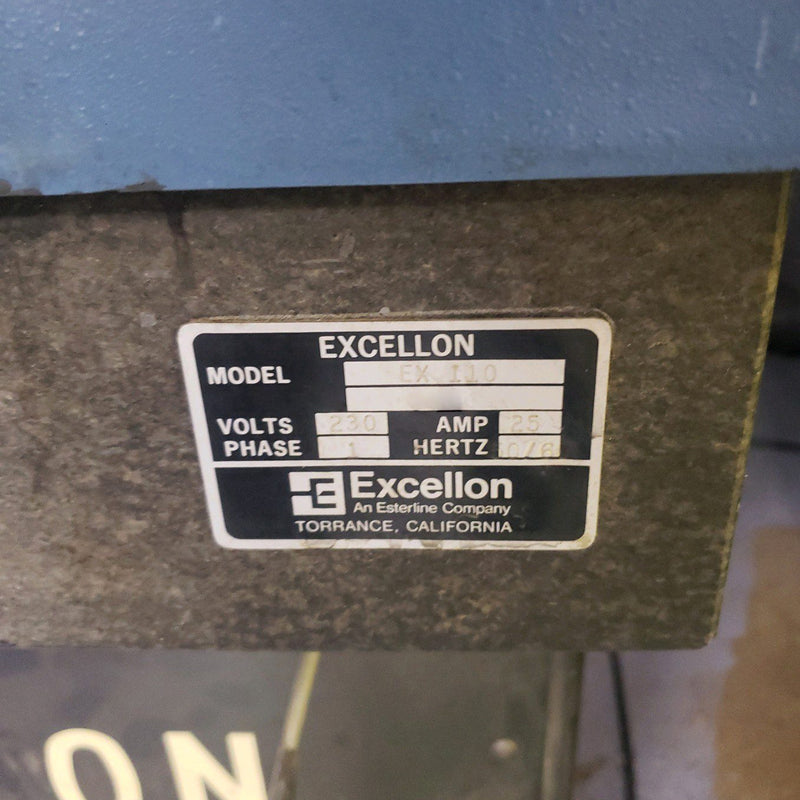 EXCELLON
MODEL EX 110
VOLTS 230 AMP 25
PHASE 1 HERTZ
Excellon
An Esterline Company
TORRANCE, CALIFORNIA
ON